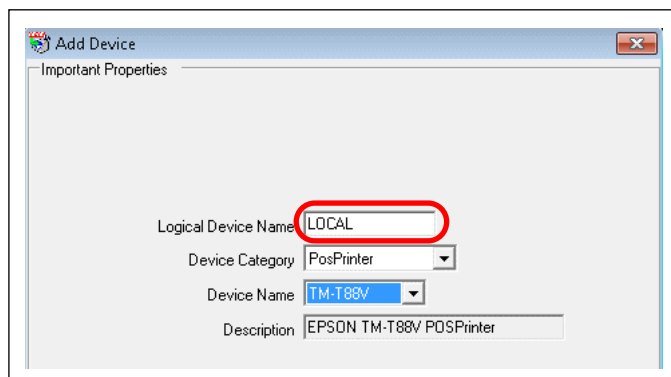 Add Device
Important Properties
Logical Device Name LOCAL
Device Category PosPrinter
Device Name TM-T88V
Description EPSON TM-T88V POSPrinter